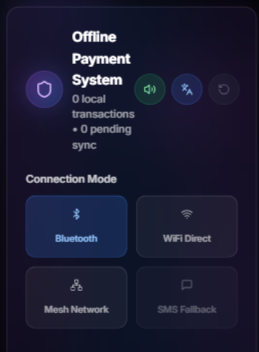 Offline
Payment
System
0 local
transactions
• 0 pending
sync
Connection Mode
Bluetooth
WiFi Direct
Mesh Network
SMS Fallback